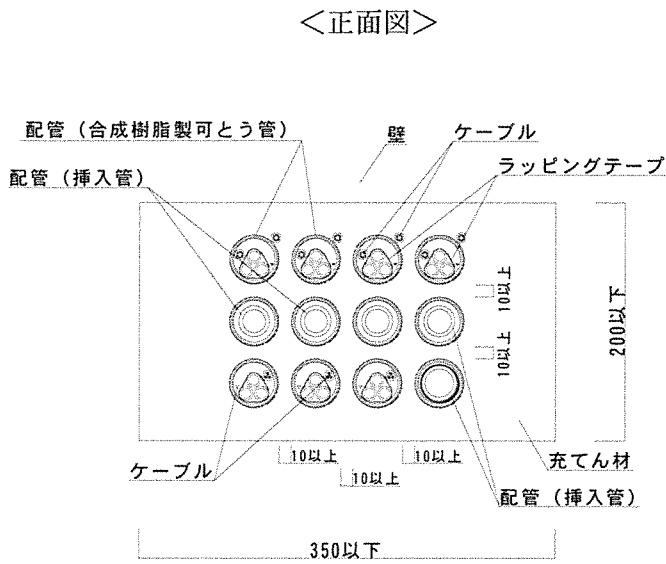 ＜正面図＞
配管（合成樹脂製可とう管）
壁
ケーブル
配管（挿入管）
ラッピングテープ
10以上
10以上
200以下
ケーブル
10以上
10以上
10以上
充てん材
配管（挿入管）
350以下